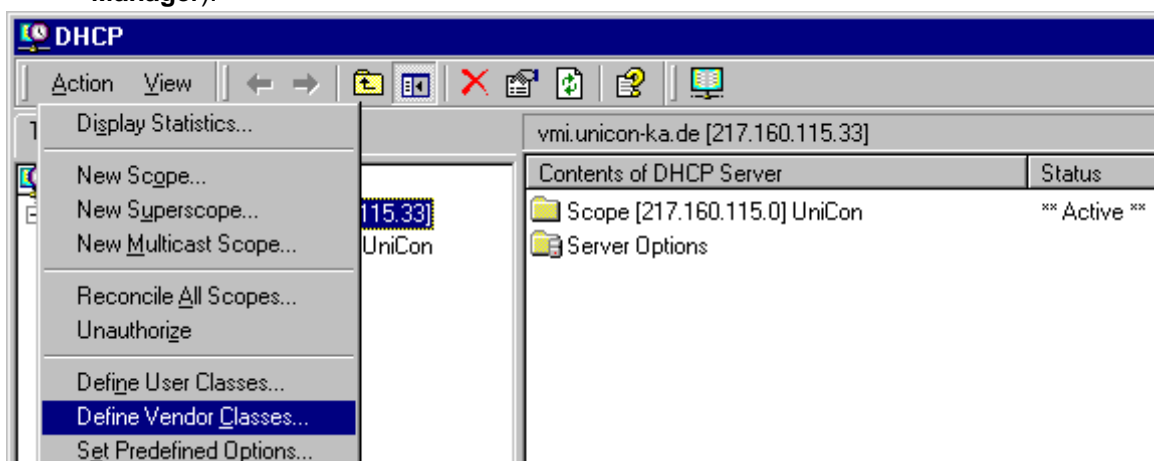 Manager).
DHCP
Action View
Display Statistics...
vmi.unicon-ka.de [217.160.115.33]
New Scope...
New Superscope...
New Multicast Scope...
Contents of DHCP Server Status
115.33]
Scope [217.160.115.0] UniCon ** Active **
UniCon
Server Options
Reconcile All Scopes...
Unauthorize
Define User Classes...
Define Vendor Classes...
Set Predefined Options...